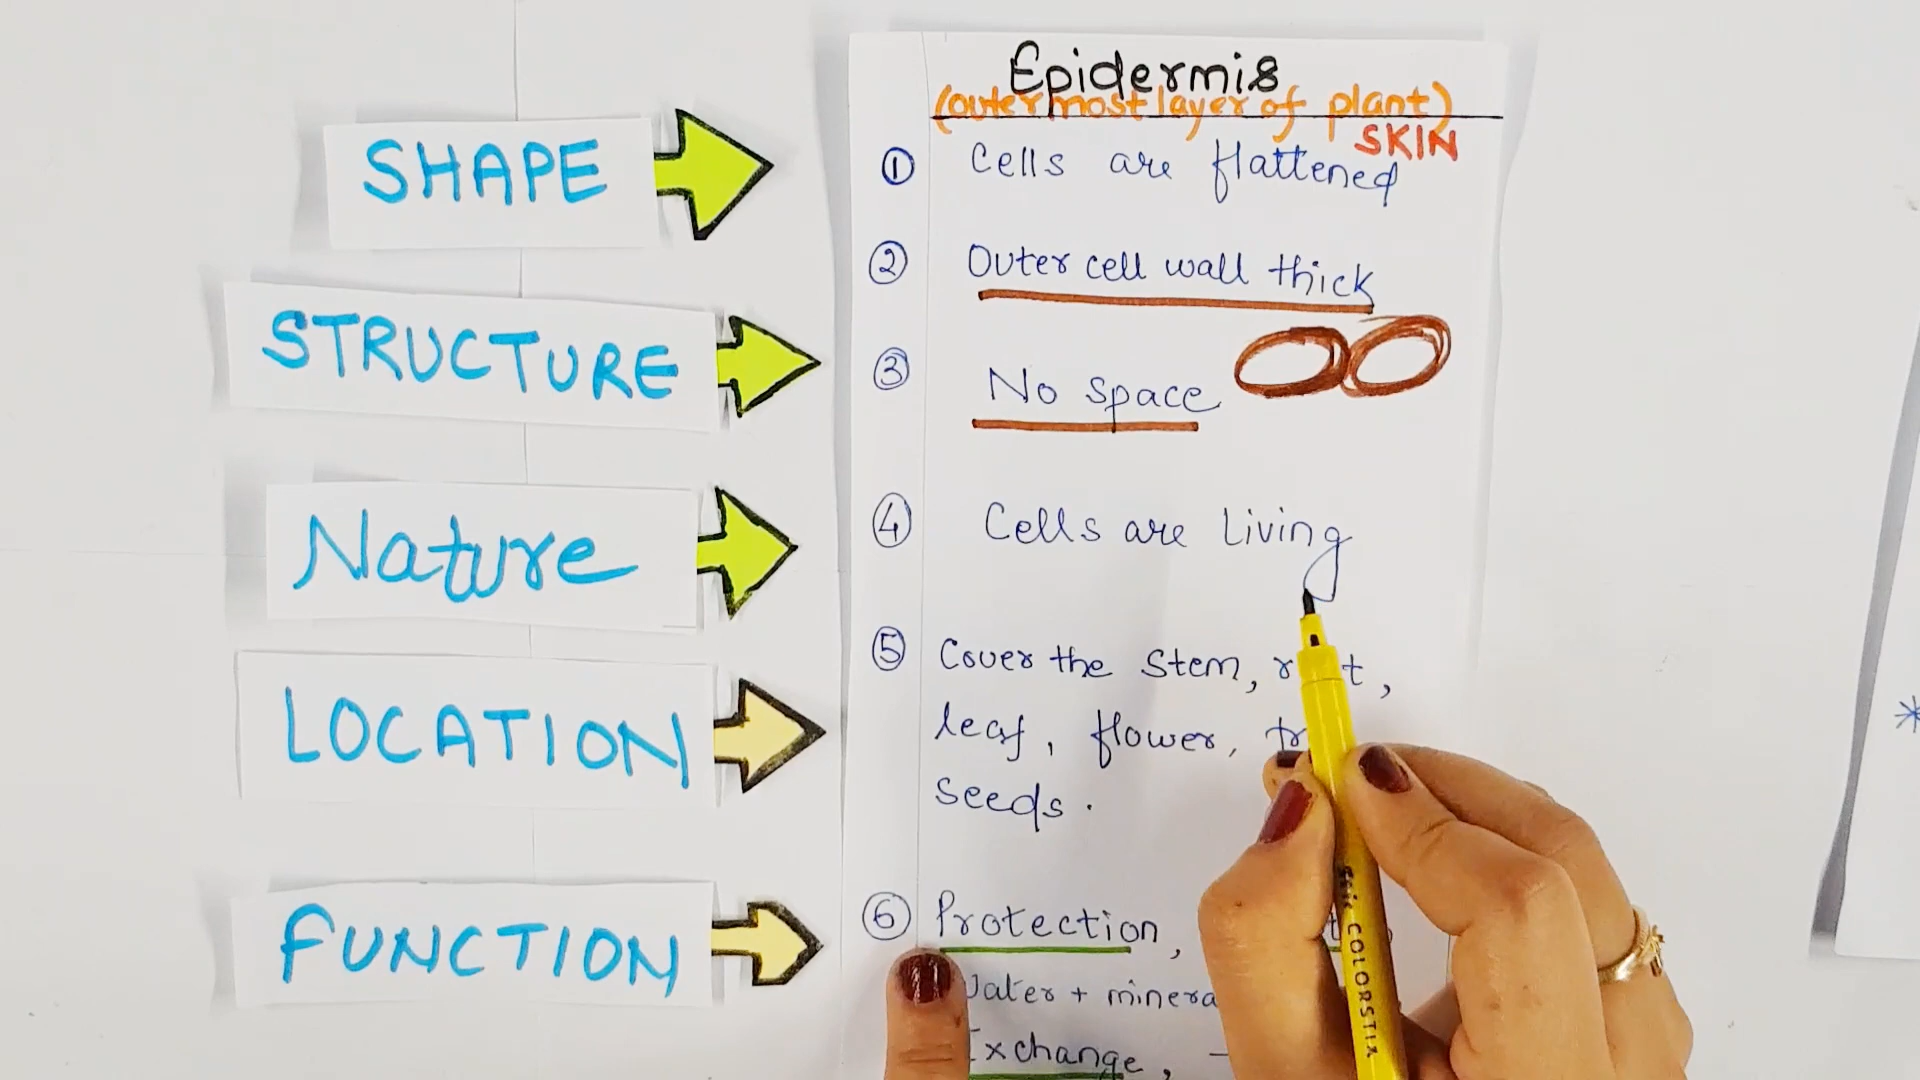 SHAPE
STRUCTURE
Nature
LOCATION
FUNCTION
Epidermis
(outermost layer of plant)
SKIN
① Cells are flattened
② Outer cell wall thick
③ No space
④ Cells are Living
⑤ Cover the Stem,
leaf, flower,
seeds.
⑥ Protection,
+
Exchange,
COLORSTIX